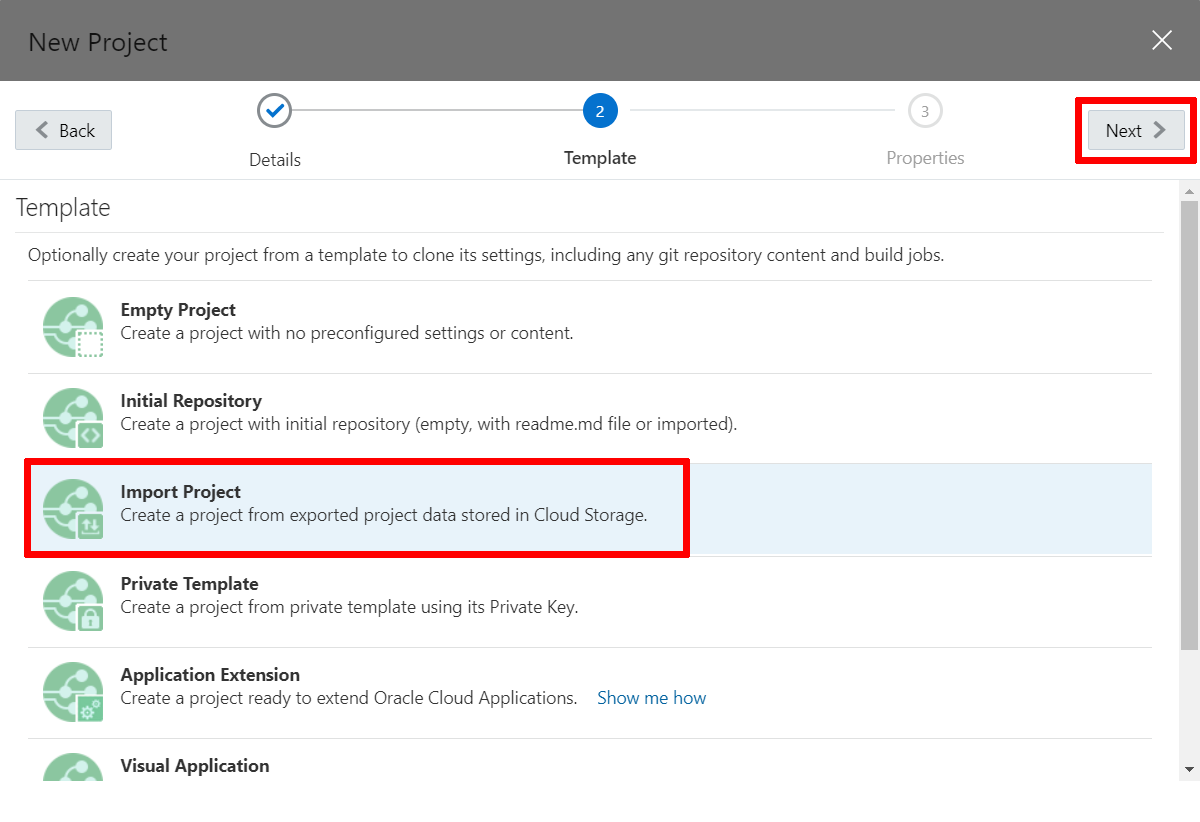 New Project
Back
Details
2
Template
3
Properties
Next
Template
Optionally create your project from a template to clone its settings, including any git repository content and build jobs.
Empty Project
Create a project with no preconfigured settings or content.
Initial Repository
Create a project with initial repository (empty, with readme.md file or imported).
Import Project
Create a project from exported project data stored in Cloud Storage.
Private Template
Create a project from private template using its Private Key.
Application Extension
Create a project ready to extend Oracle Cloud Applications. Show me how
Visual Application